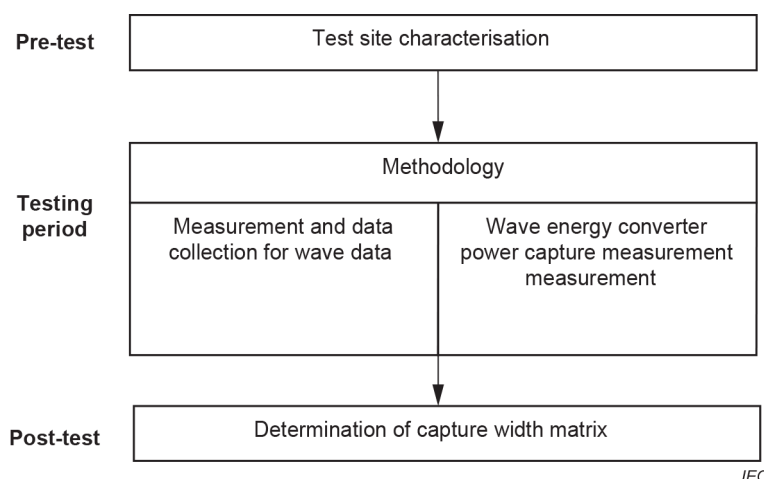 Pre-test
Test site characterisation
Methodology
Testing
period
Measurement and data
collection for wave data
Wave energy converter
power capture measurement
measurement
Post-test
Determination of capture width matrix
IEC